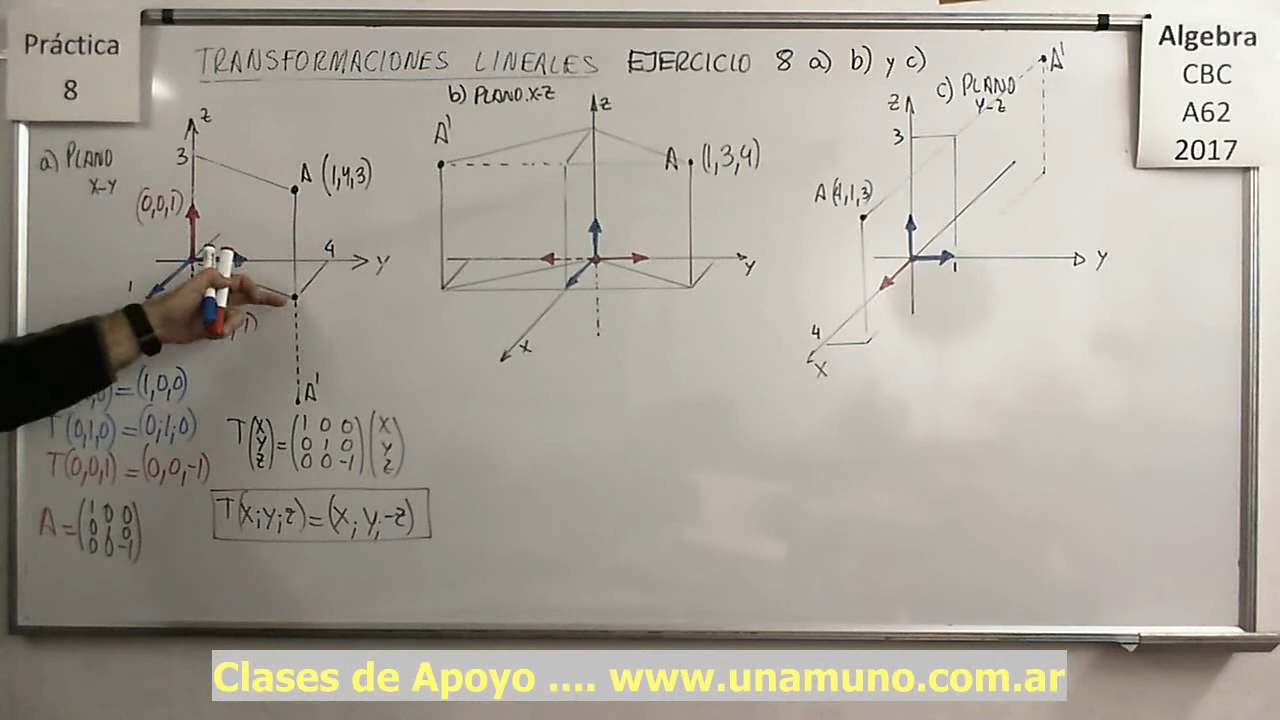 Práctica
8
TRANSFORMACIONES LINEALES EJERCICIO 8 a) b) y c)
Algebra
CBC
A62
2017
a) PLANO
X-Y
Z
3
A (1,4,3)
(0,0,1)
4
Y
1
A'
b) PLANO X-Z
Z
A'
A (1,3,4)
Y
X
c) PLANO
Y-Z
A'
Z
3
A(4,1,3)
1
Y
4
X
=(1,0,0)
T(0,1,0)=(0;1;0)
T(0,0,1)=(0,0,-1)
A=(1 0 0
0 1 0
0 0 -1)
T(X Y Z)=(1 0 0
0 1 0
0 0 -1)(X Y Z)
T(X;Y;Z)=(X;Y;-Z)
Clases de Apoyo .... www.unamuno.com.ar